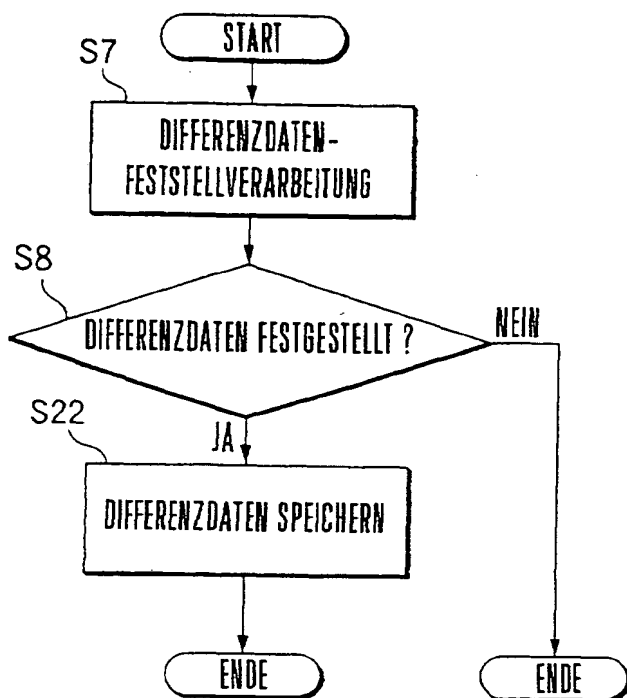 START
S7
DIFFERENZDATEN-
FESTSTELLVERARBEITUNG
S8
DIFFERENZDATEN FESTGESTELLT ?
NEIN
S22
JA
DIFFERENZDATEN SPEICHERN
ENDE
ENDE